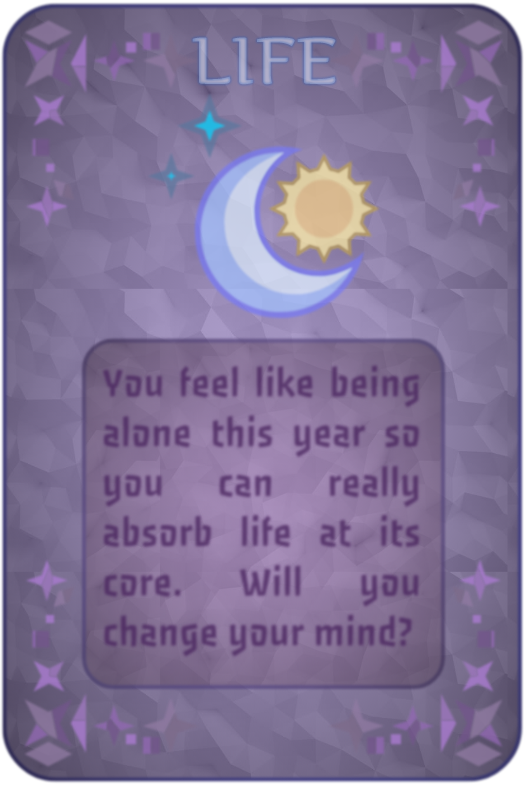 LIFE
You feel like being
alone this year so
you can really
absorb life at its
core. Will you
change your mind?